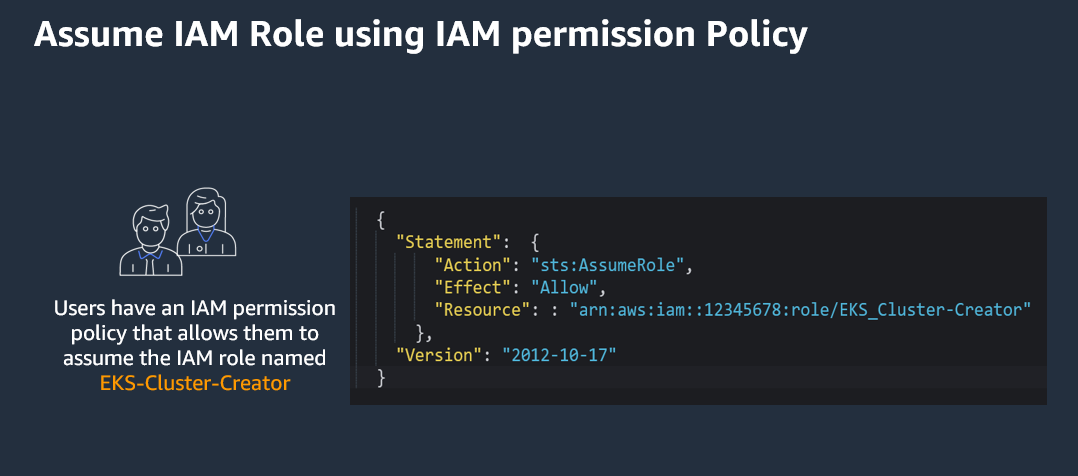 Assume IAM Role using IAM permission Policy
Users have an IAM permission
policy that allows them to
assume the IAM role named
EKS-Cluster-Creator
{
"Statement":  {
"Action": "sts:AssumeRole",
"Effect": "Allow",
"Resource": : "arn:aws:iam::12345678:role/EKS_Cluster-Creator"
},
"Version": "2012-10-17"
}